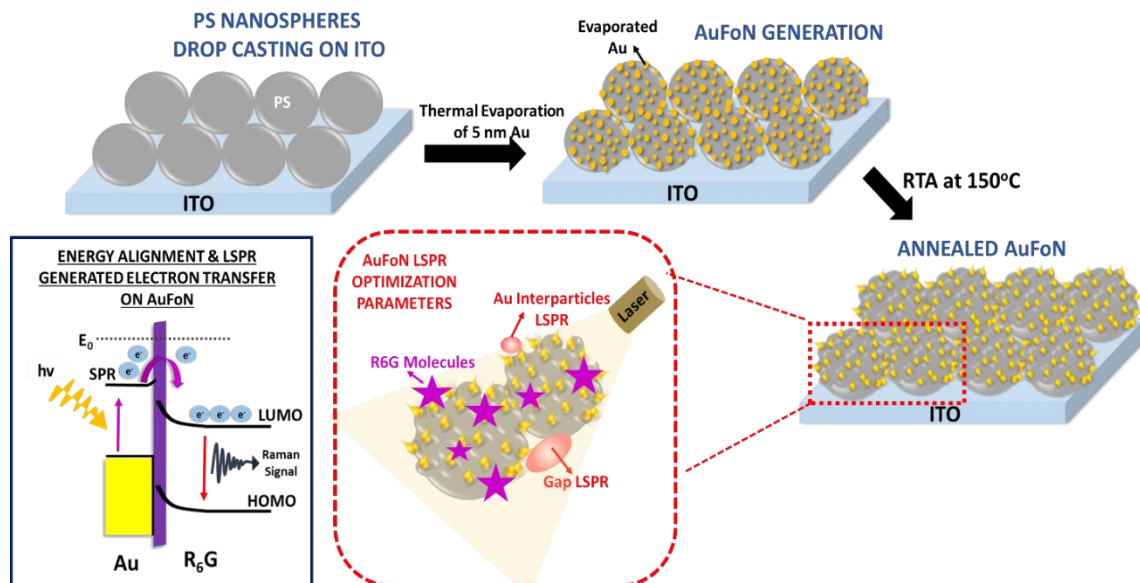 PS NANOSPHERES
DROP CASTING ON ITO
PS
ITO
Thermal Evaporation
of 5 nm Au
Evaporated
Au
AuFoN GENERATION
ITO
RTA at 150°C
ANNEALED AuFoN
ITO
ENERGY ALIGNMENT & LSPR
GENERATED ELECTRON TRANSFER
ON AuFoN
E₀
e⁻
e⁻
e⁻
SPR
hν
e⁻ e⁻ e⁻
LUMO
Raman
Signal
HOMO
Au
R₆G
AuFoN LSPR
OPTIMIZATION
PARAMETERS
Au Interparticles
LSPR
Laser
R6G Molecules
Gap LSPR